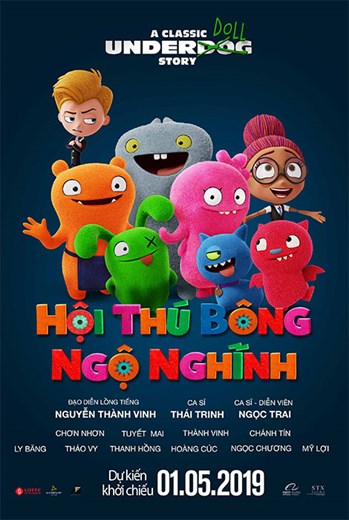 A CLASSIC DOLL
UNDERDOG
STORY
HỘI THÚ BÔNG
NGỘ NGHĨNH
ĐẠO DIỄN LỒNG TIẾNG CA SĨ CA SĨ - DIỄN VIÊN
NGUYỄN THÀNH VINH THÁI TRINH NGỌC TRAI
CHƠN NHƠN TUYẾT MAI THÀNH VINH CHÁNH TÍN
LY BĂNG THẢO VY THANH HỒNG HOÀNG CÚC NGỌC CHƯƠNG MỸ LỢI
Dự kiến
khởi chiếu 01.05.2019
LOTTE
STX